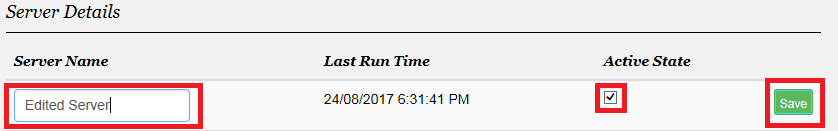 Server Details
Server Name Last Run Time Active State
Edited Server 24/08/2017 6:31:41 PM Save